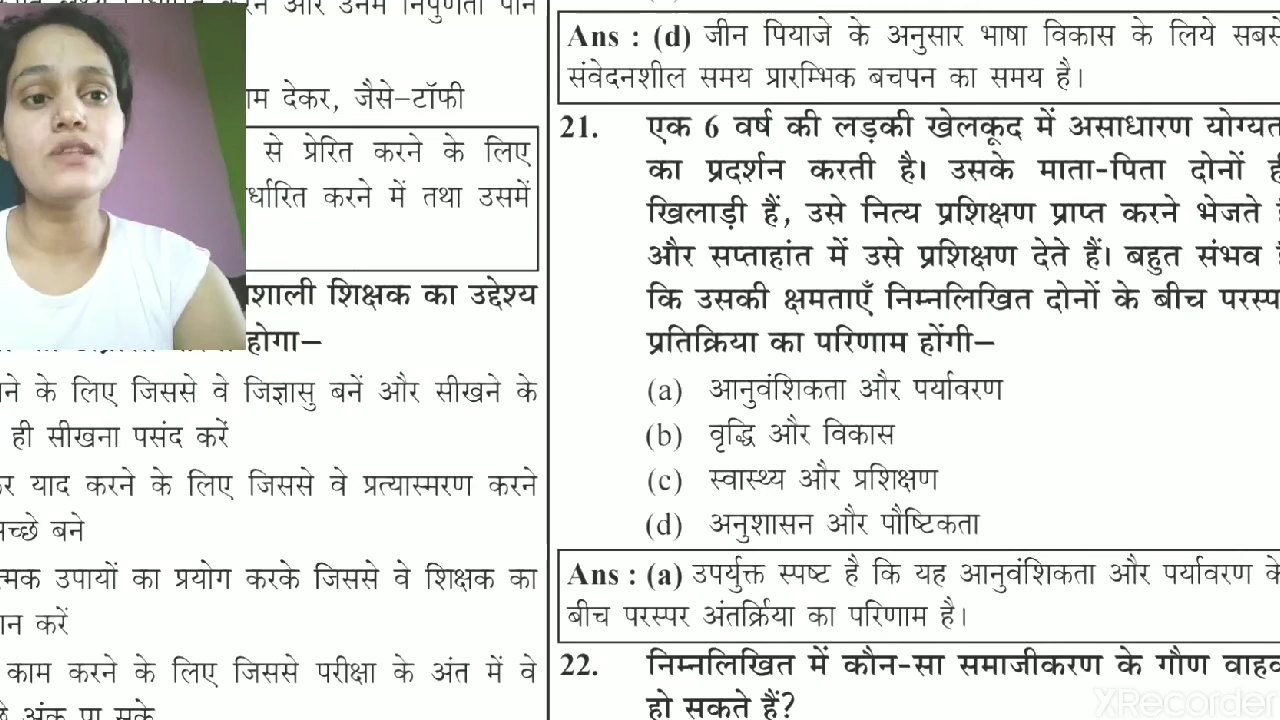 और उनमें निपुणता पाने
म देकर, जैसे–टॉफी
से प्रेरित करने के लिए
र्धारित करने में तथा उसमें
शाली शिक्षक का उद्देश्य
होगा–
ने के लिए जिससे वे जिज्ञासु बनें और सीखने के
ही सीखना पसंद करें
र याद करने के लिए जिससे वे प्रत्यास्मरण करने
बने
त्मक उपायों का प्रयोग करके जिससे वे शिक्षक का
करें
काम करने के लिए जिससे परीक्षा के अंत में वे
अंक पा सके
Ans : (d) जीन पियाजे के अनुसार भाषा विकास के लिये सबसे
संवेदनशील समय प्रारम्भिक बचपन का समय है।
21. एक 6 वर्ष की लड़की खेलकूद में असाधारण योग्यत
का प्रदर्शन करती है। उसके माता-पिता दोनों ह
खिलाड़ी हैं, उसे नित्य प्रशिक्षण प्राप्त करने भेजते
और सप्ताहांत में उसे प्रशिक्षण देते हैं। बहुत संभव
कि उसकी क्षमताएँ निम्नलिखित दोनों के बीच परस्प
प्रतिक्रिया का परिणाम होंगी–
(a) आनुवंशिकता और पर्यावरण
(b) वृद्धि और विकास
(c) स्वास्थ्य और प्रशिक्षण
(d) अनुशासन और पौष्टिकता
Ans : (a) उपर्युक्त स्पष्ट है कि यह आनुवंशिकता और पर्यावरण के
बीच परस्पर अंतर्क्रिया का परिणाम है।
22. निम्नलिखित में कौन-सा समाजीकरण के गौण वाहक
हो सकते हैं?
XRecorder